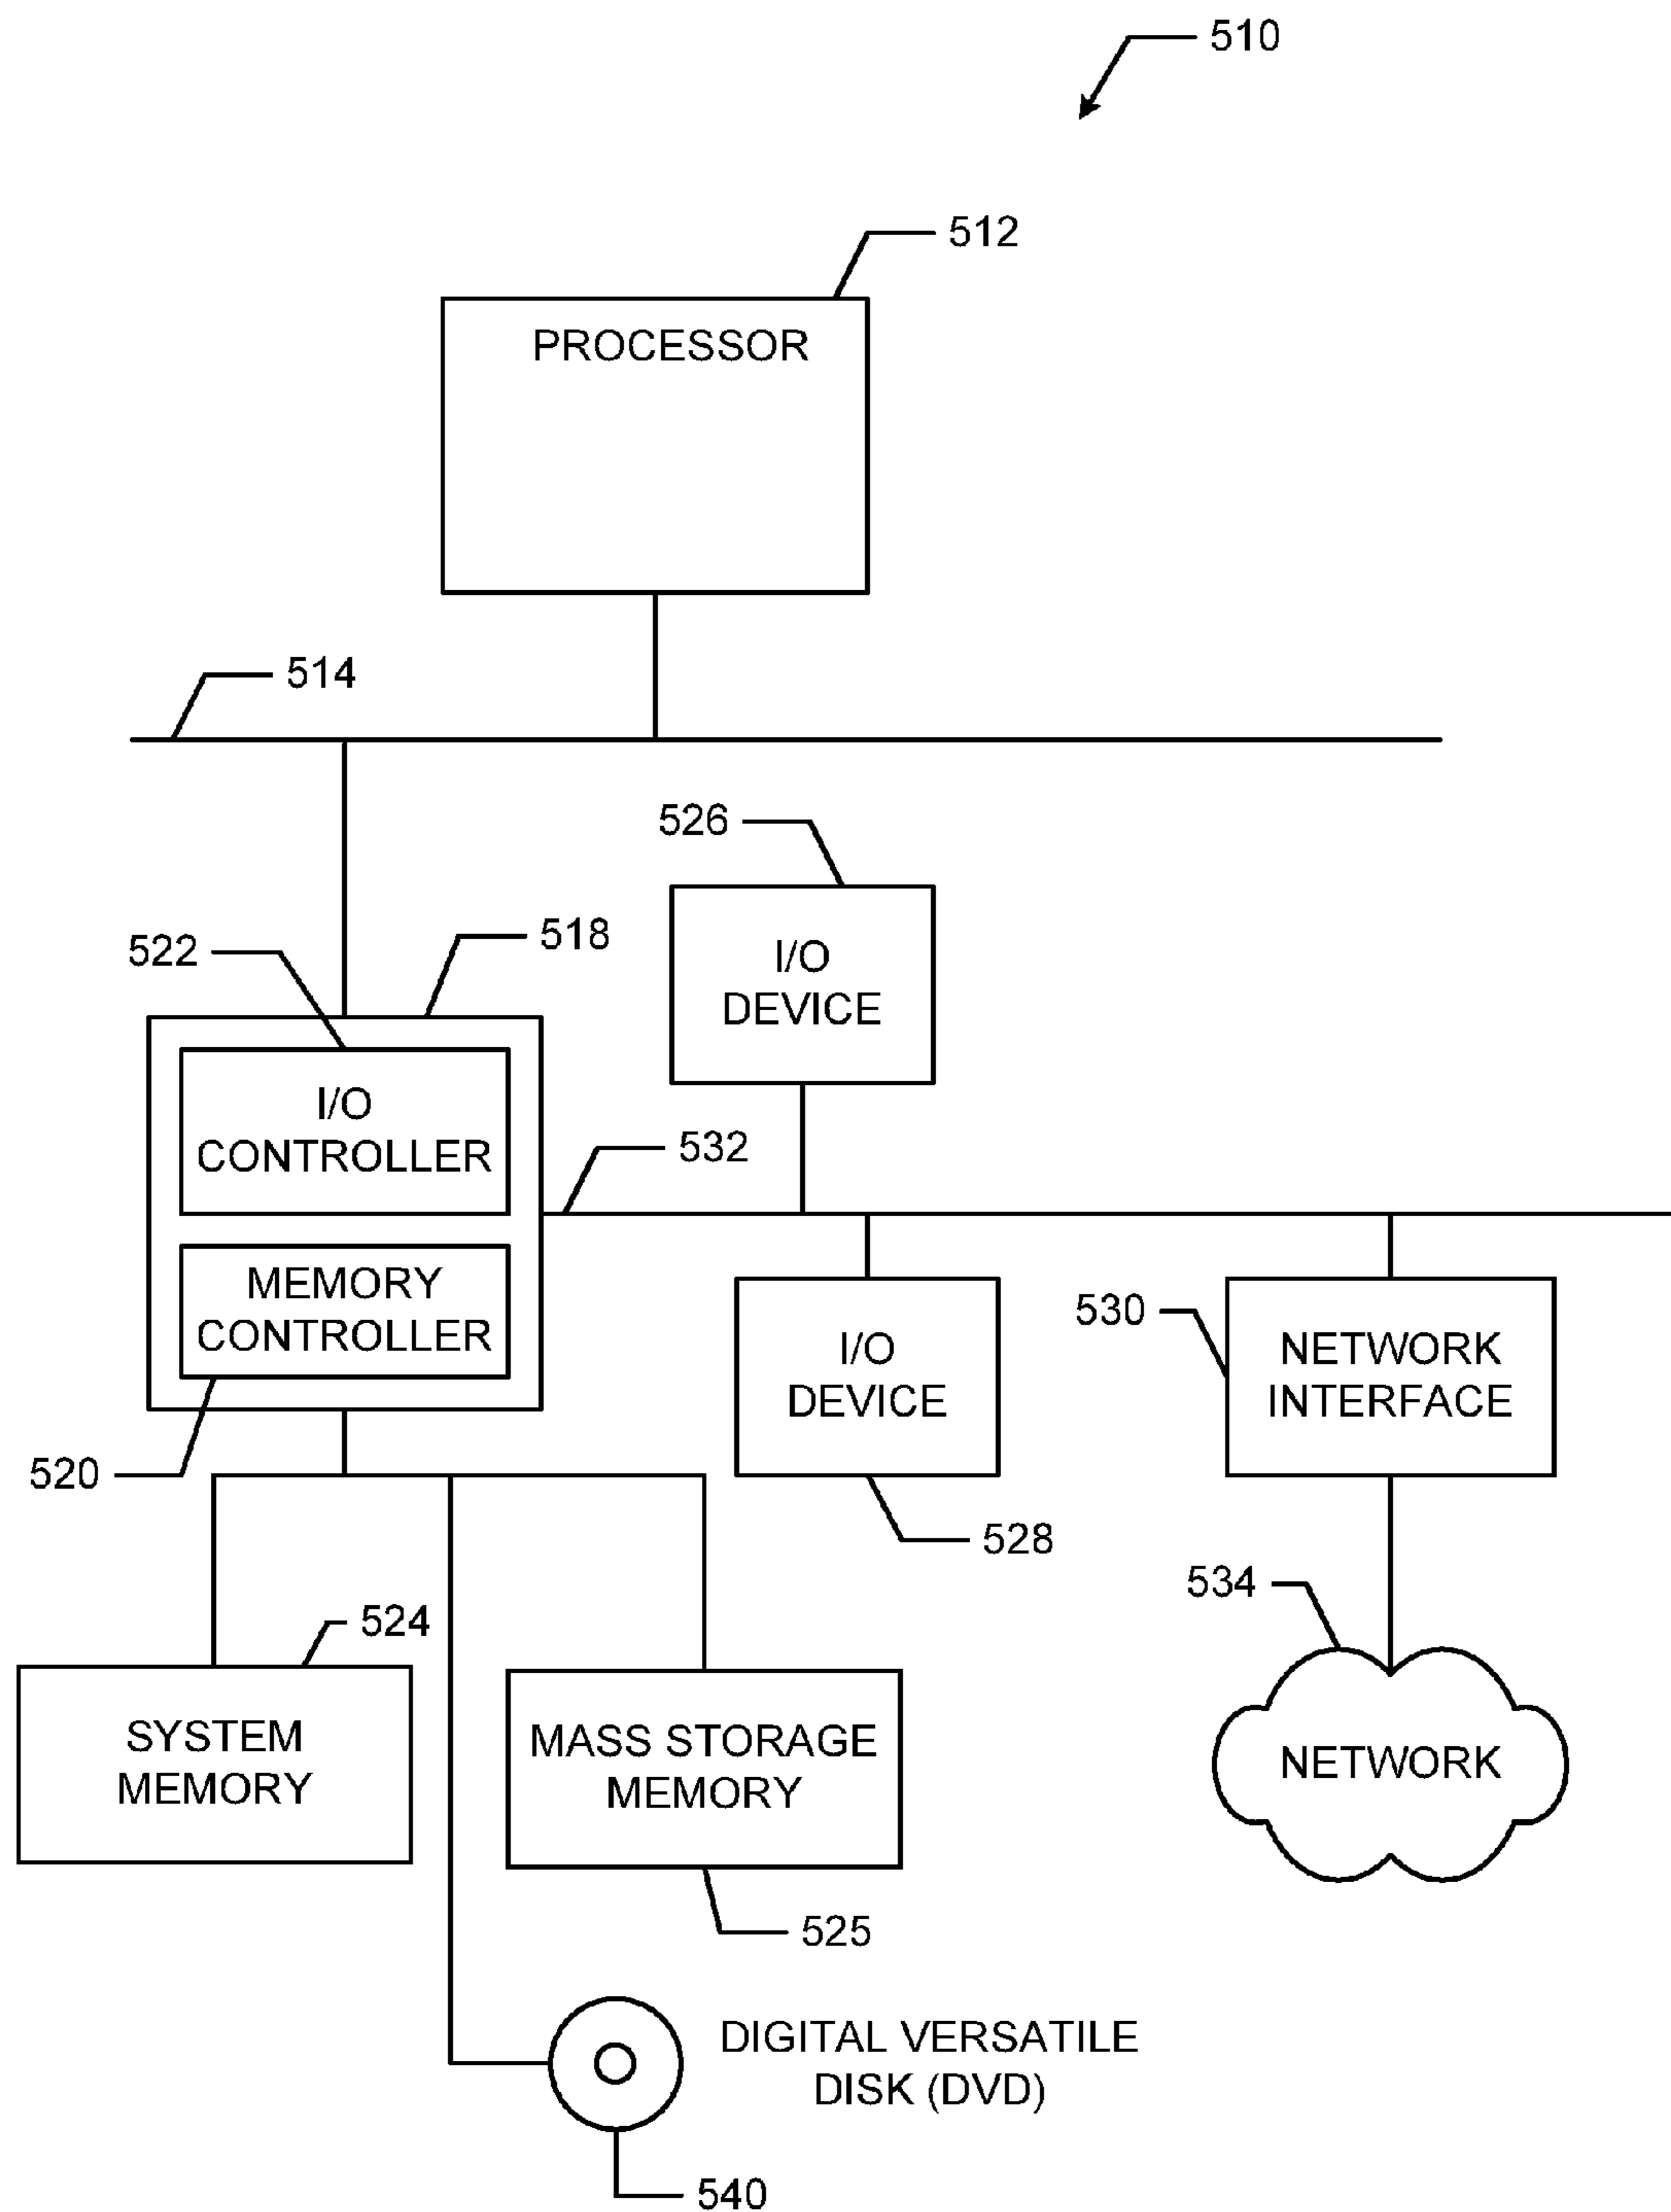 510
512
PROCESSOR
514
526
518
522
I/O
DEVICE
I/O
CONTROLLER
532
MEMORY
CONTROLLER
530
I/O
DEVICE
NETWORK
INTERFACE
520
528
534
524
SYSTEM
MEMORY
MASS STORAGE
MEMORY
NETWORK
525
DIGITAL VERSATILE
DISK (DVD)
540